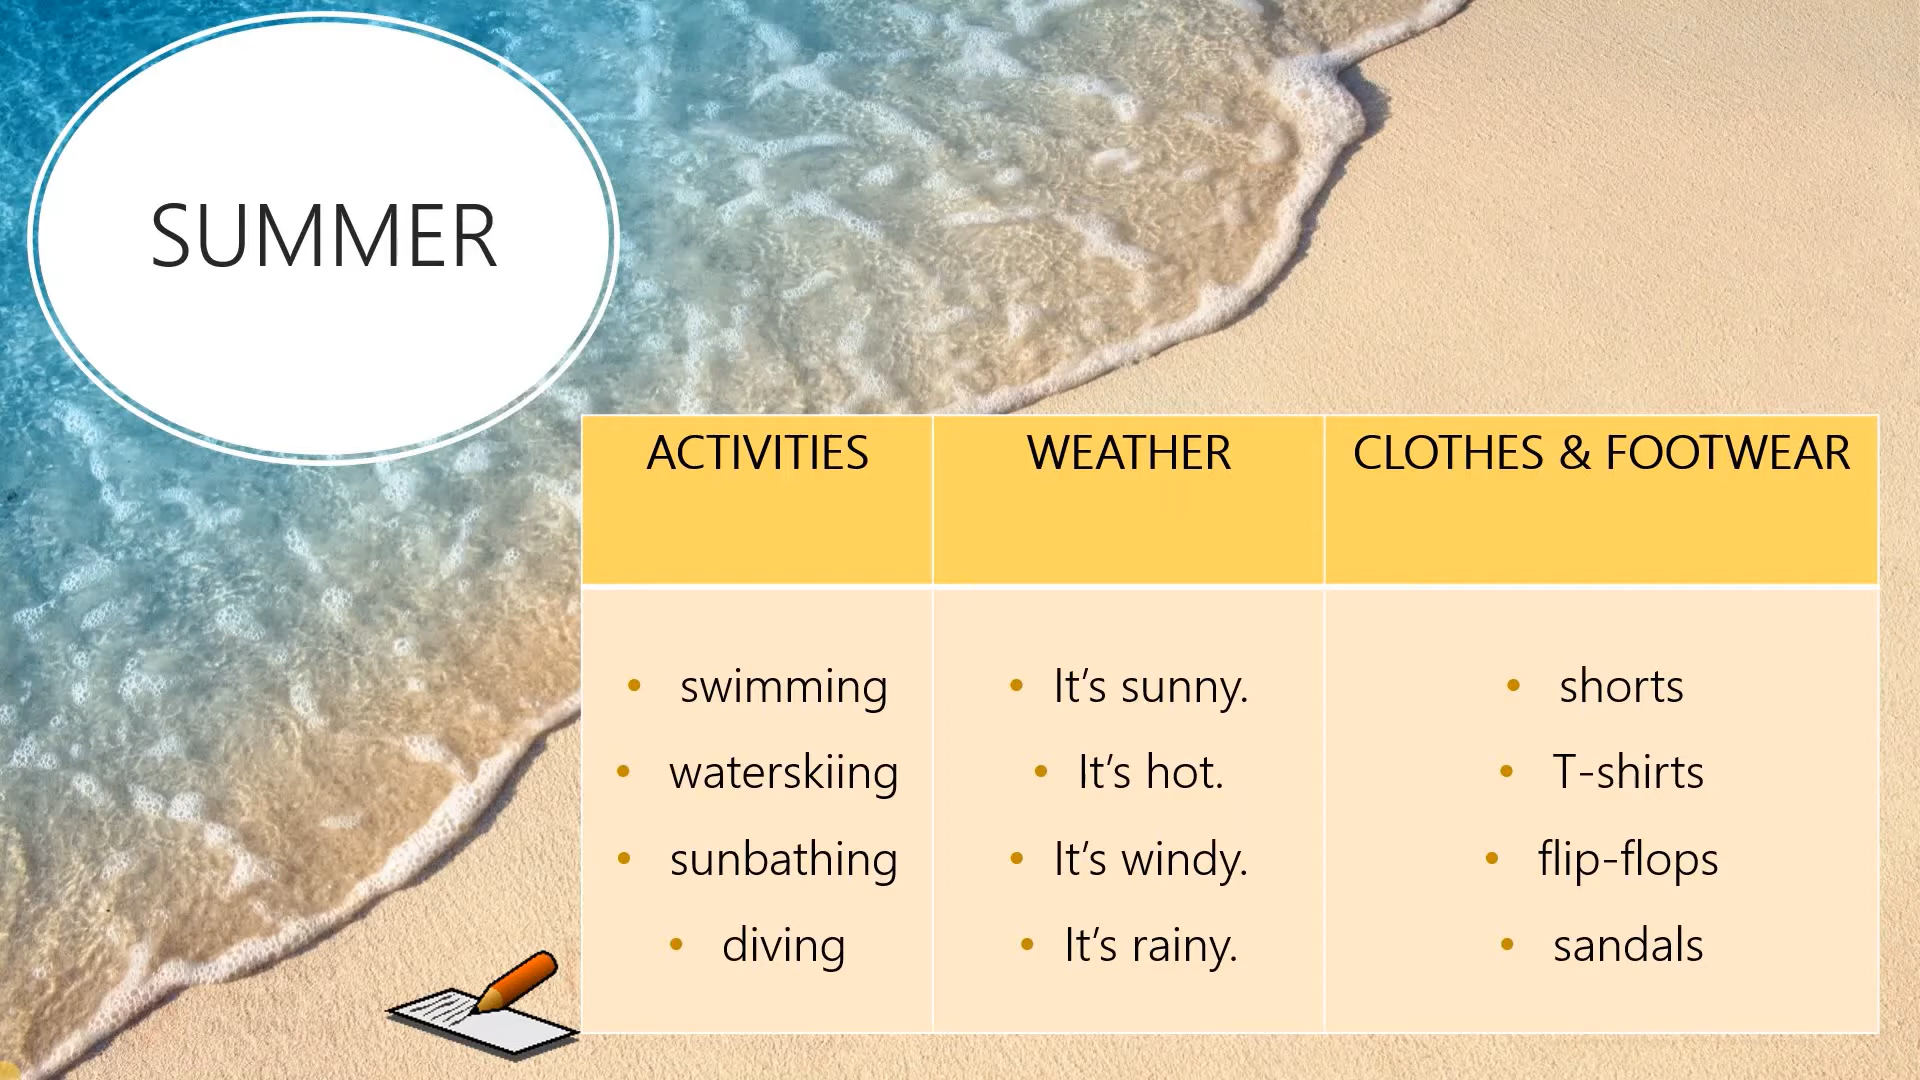 SUMMER
ACTIVITIES
WEATHER
CLOTHES & FOOTWEAR
• swimming
• waterskiing
• sunbathing
• diving
• It’s sunny.
• It’s hot.
• It’s windy.
• It’s rainy.
• shorts
• T-shirts
• flip-flops
• sandals